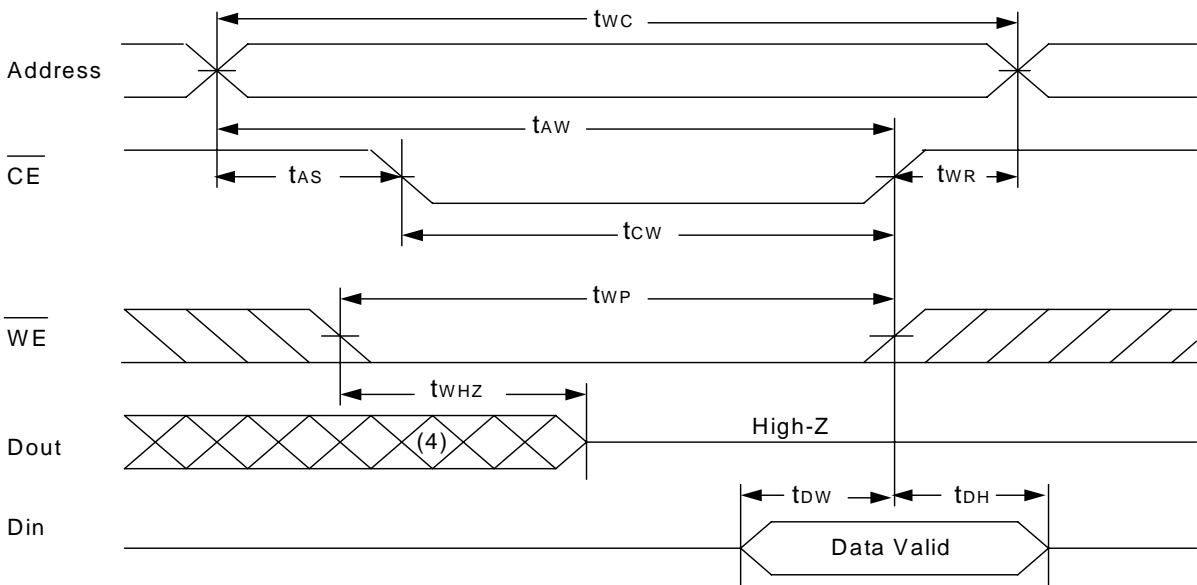 tWC
Address
tAW
CE
tAS
tWR
tCW
tWP
WE
tWHZ
Dout
(4)
High-Z
tDW
tDH
Din
Data Valid